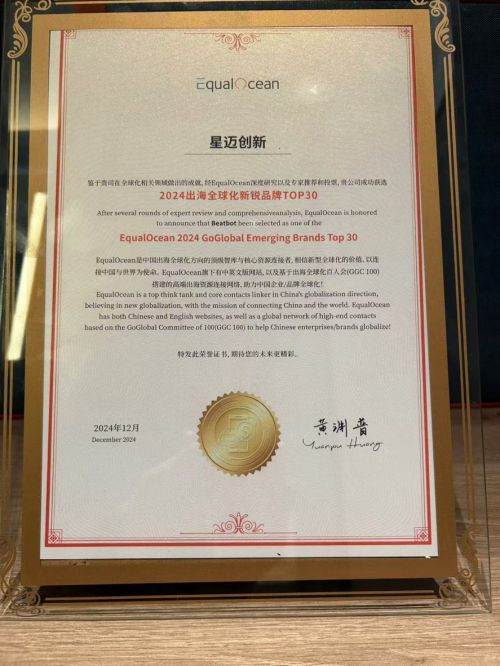 EqualOcean
星迈创新
鉴于贵司在全球化相关领域做出的成就, 经EqualOcean深度研究以及专家推荐和投票, 贵公司成功获选
2024出海全球化新锐品牌TOP30
After several rounds of expert review and comprehensiveanalysis, EqualOcean is honored
to announce that Beatbot been selected as one of the
EqualOcean 2024 GoGlobal Emerging Brands Top 30
EqualOcean是中国出海全球化方向的顶级智库与核心资源连接者, 相信新型全球化的价值, 以连
接中国与世界为使命。EqualOcean旗下有中英文版网站, 以及基于出海全球化百人会(GGC 100)
搭建的高端出海资源连接网络, 助力中国企业/品牌全球化!
EqualOcean is a top think tank and core contacts linker in China's globalization direction,
believing in new globalization, with the mission of connecting China and the world. EqualOcean
has both Chinese and English websites, as well as a global network of high-end contacts
based on the GoGlobal Committee of 100(GGC 100) to help Chinese enterprises/brands globalize!
特发此荣誉证书, 期待您的未来更精彩。
2024年12月
December 2024
黄渊普
Yuanpu Huang